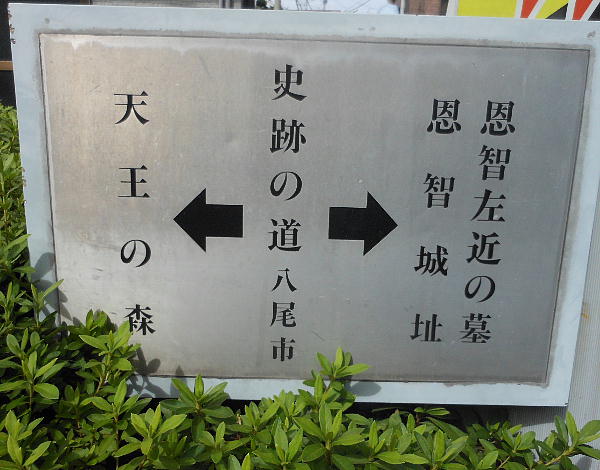 恩智左近の墓
恩智城址
史跡の道 八尾市
天王の森